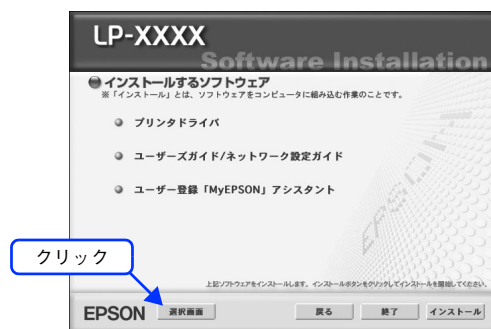 LP-XXXX
Software Installation
インストールするソフトウェア
※「インストール」とは、ソフトウェアをコンピュータに組み込む作業のことです。
プリンタドライバ
ユーザーズガイド/ネットワーク設定ガイド
ユーザー登録「MyEPSON」アシスタント
EPSON
クリック
上記ソフトウェアをインストールします。インストールボタンをクリックしてインストールを開始してください。
EPSON 選択画面 戻る 終了 インストール